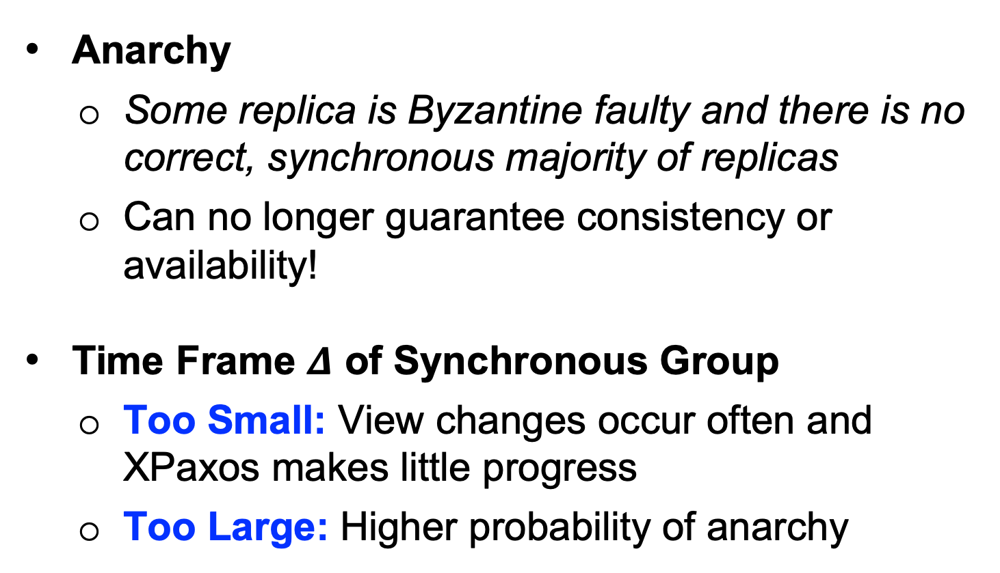 • Anarchy
o Some replica is Byzantine faulty and there is no
correct, synchronous majority of replicas
o Can no longer guarantee consistency or
availability!
• Time Frame Δ of Synchronous Group
o Too Small: View changes occur often and
XPaxos makes little progress
o Too Large: Higher probability of anarchy